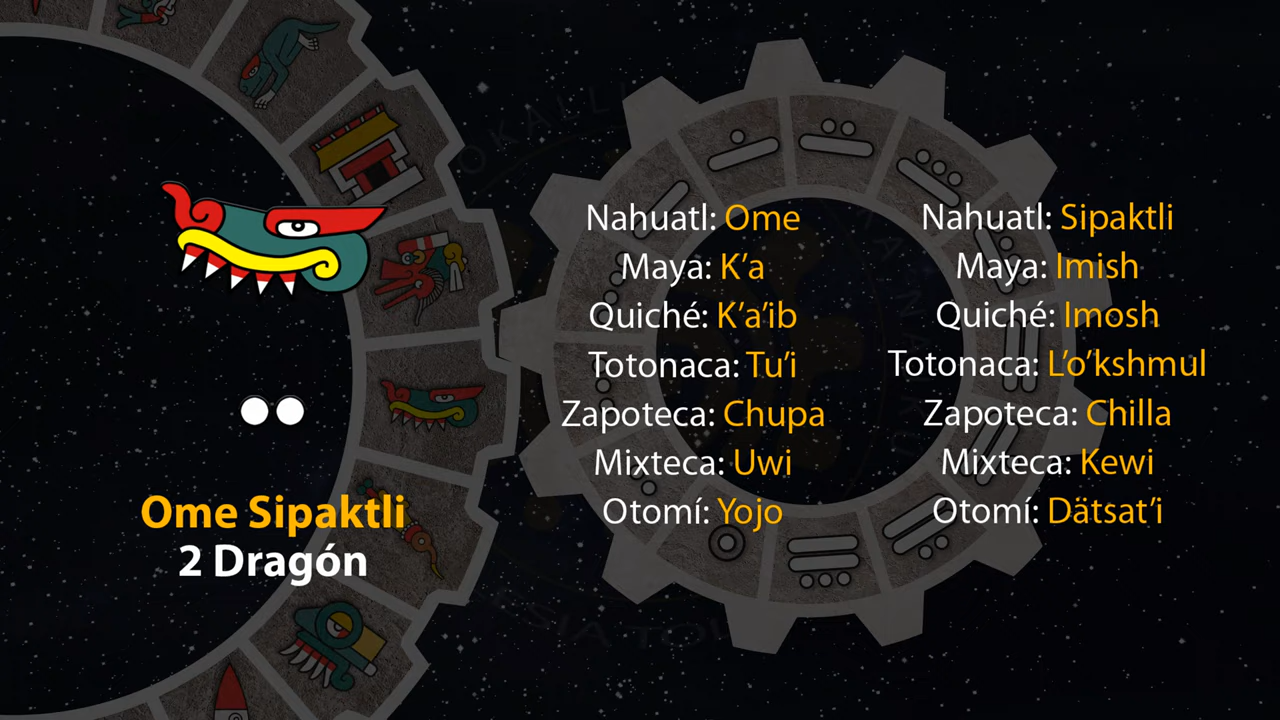 Nahuatl: Ome
Maya: K’a
Quiché: K’a’ib
Totonaca: Tu’i
Zapoteca: Chupa
Mixteca: Uwi
Otomí: Yojo
Nahuatl: Sipaktli
Maya: Imish
Quiché: Imosh
Totonaca: L’o’kshmul
Zapoteca: Chilla
Mixteca: Kewi
Otomí: Dätsat’i
Ome Sipaktli
2 Dragón